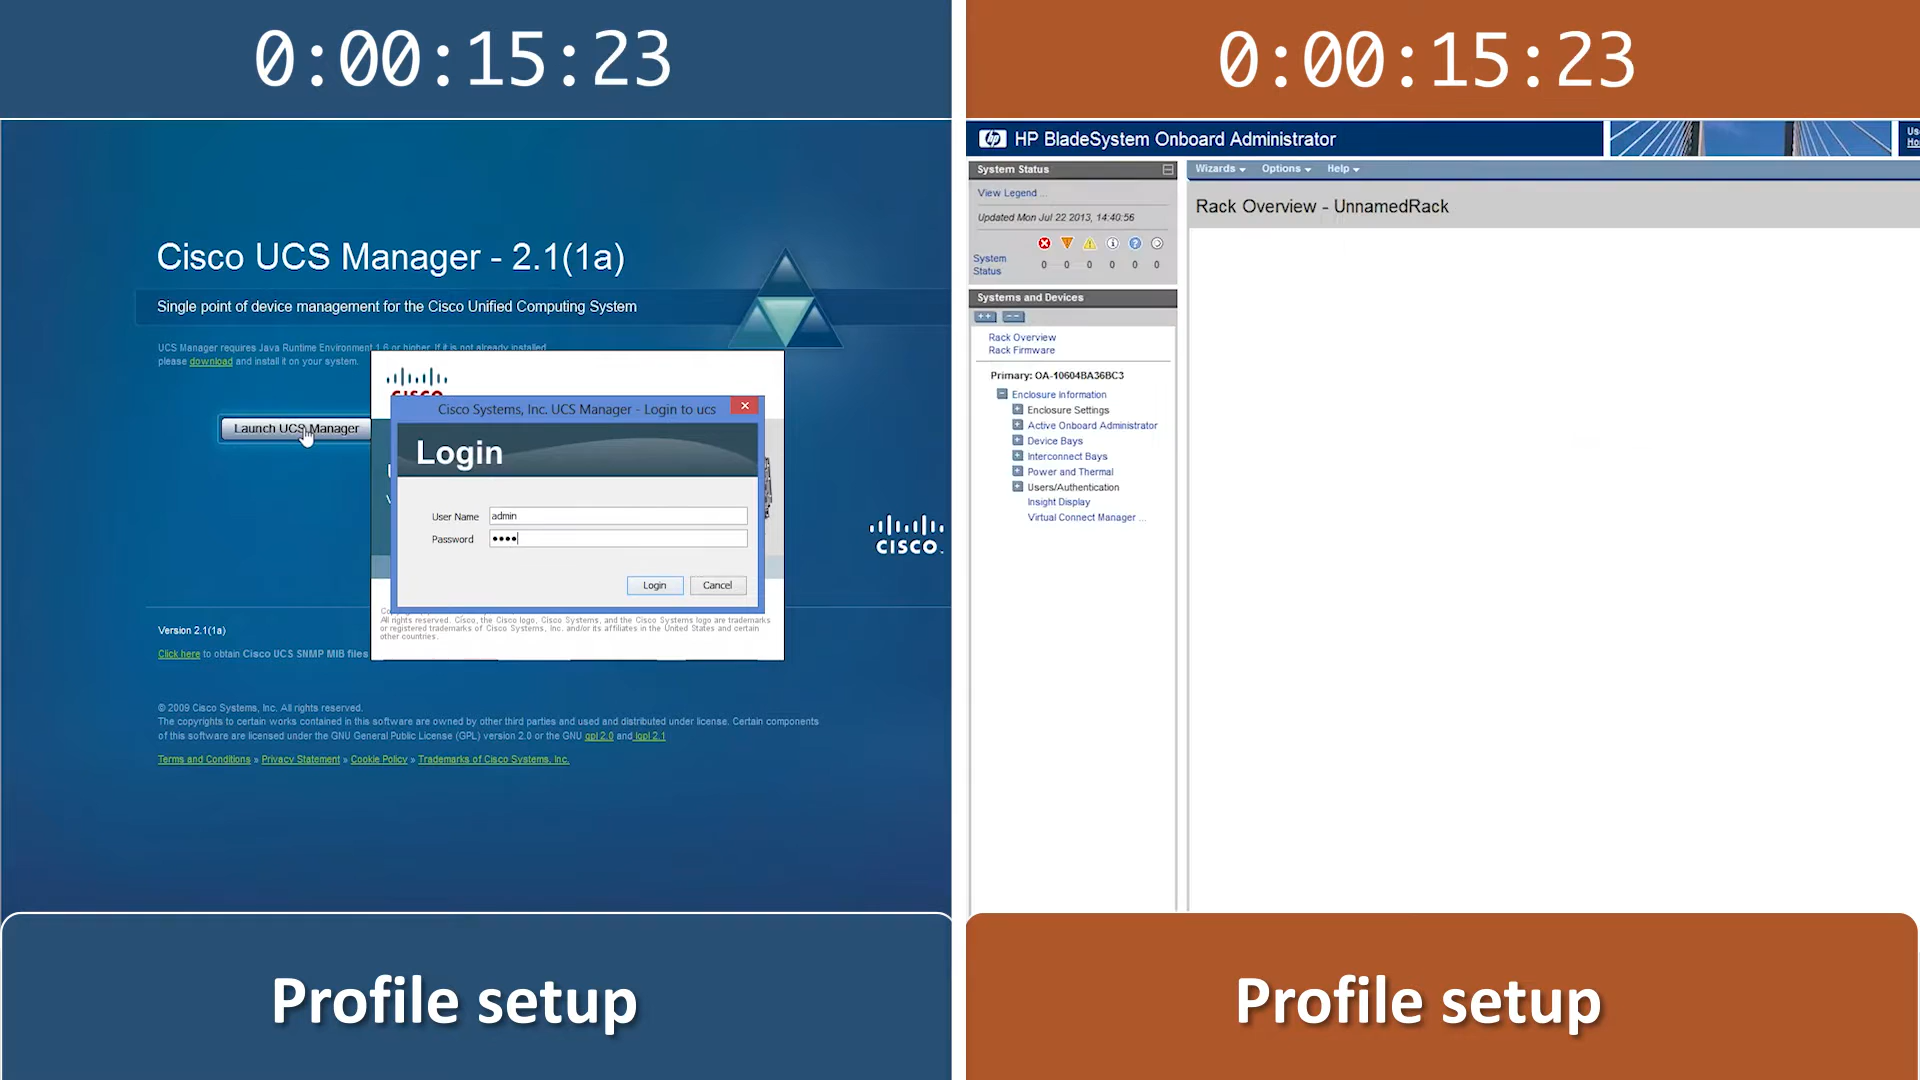 0:00:15:23
Cisco UCS Manager - 2.1(1a)
Single point of device management for the Cisco Unified Computing System
UCS Manager requires Java Runtime Environment 1.6 or higher. If it is not already installed,
please download and install it on your system.
Launch UCS Manager
CISCO
Cisco Systems, Inc. UCS Manager - Login to ucs
Login
User Name admin
Password ••••
Login Cancel
All rights reserved. Cisco, the Cisco logo, Cisco Systems, and the Cisco Systems logo are trademarks
or registered trademarks of Cisco Systems, Inc. and/or its affiliates in the United States and certain
other countries.
CISCO.
Version 2.1(1a)
Click here to obtain Cisco UCS SNMP MIB files
© 2009 Cisco Systems, Inc. All rights reserved.
The copyrights to certain works contained in this software are owned by other third parties and used and distributed under license. Certain components
of this software are licensed under the GNU General Public License (GPL) version 2.0 or the GNU gpl 2.0 and lgpl 2.1
Terms and Conditions » Privacy Statement » Cookie Policy » Trademarks of Cisco Systems, Inc.
Profile setup
0:00:15:23
hp HP BladeSystem Onboard Administrator
System Status
View Legend ...
Updated Mon Jul 22 2013, 14:40:56
System
Status
0 0 0 0 0 0
Systems and Devices
Rack Overview
Rack Firmware
Primary: OA-10604BA36BC3
Enclosure Information
Enclosure Settings
Active Onboard Administrator
Device Bays
Interconnect Bays
Power and Thermal
Users/Authentication
Insight Display
Virtual Connect Manager ...
Wizards Options Help
Rack Overview - UnnamedRack
Profile setup